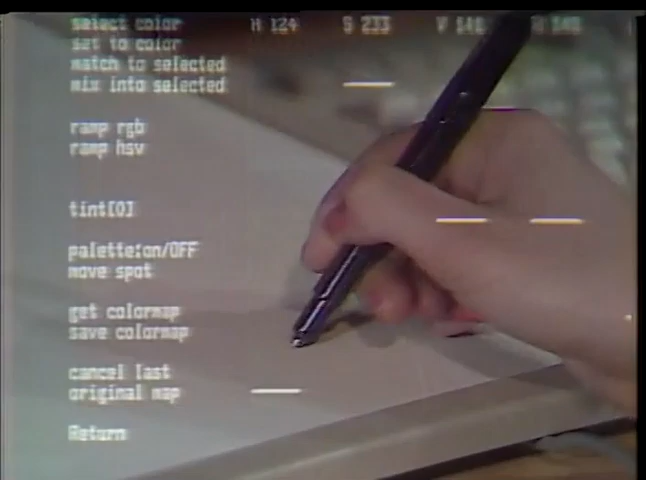 select color H 124 S 233 V 141
set to color
match to selected
mix into selected
ramp rgb
ramp hsv
tint[0]
palette:on/OFF
move spot
get colormap
save colormap
cancel last
original map
Return